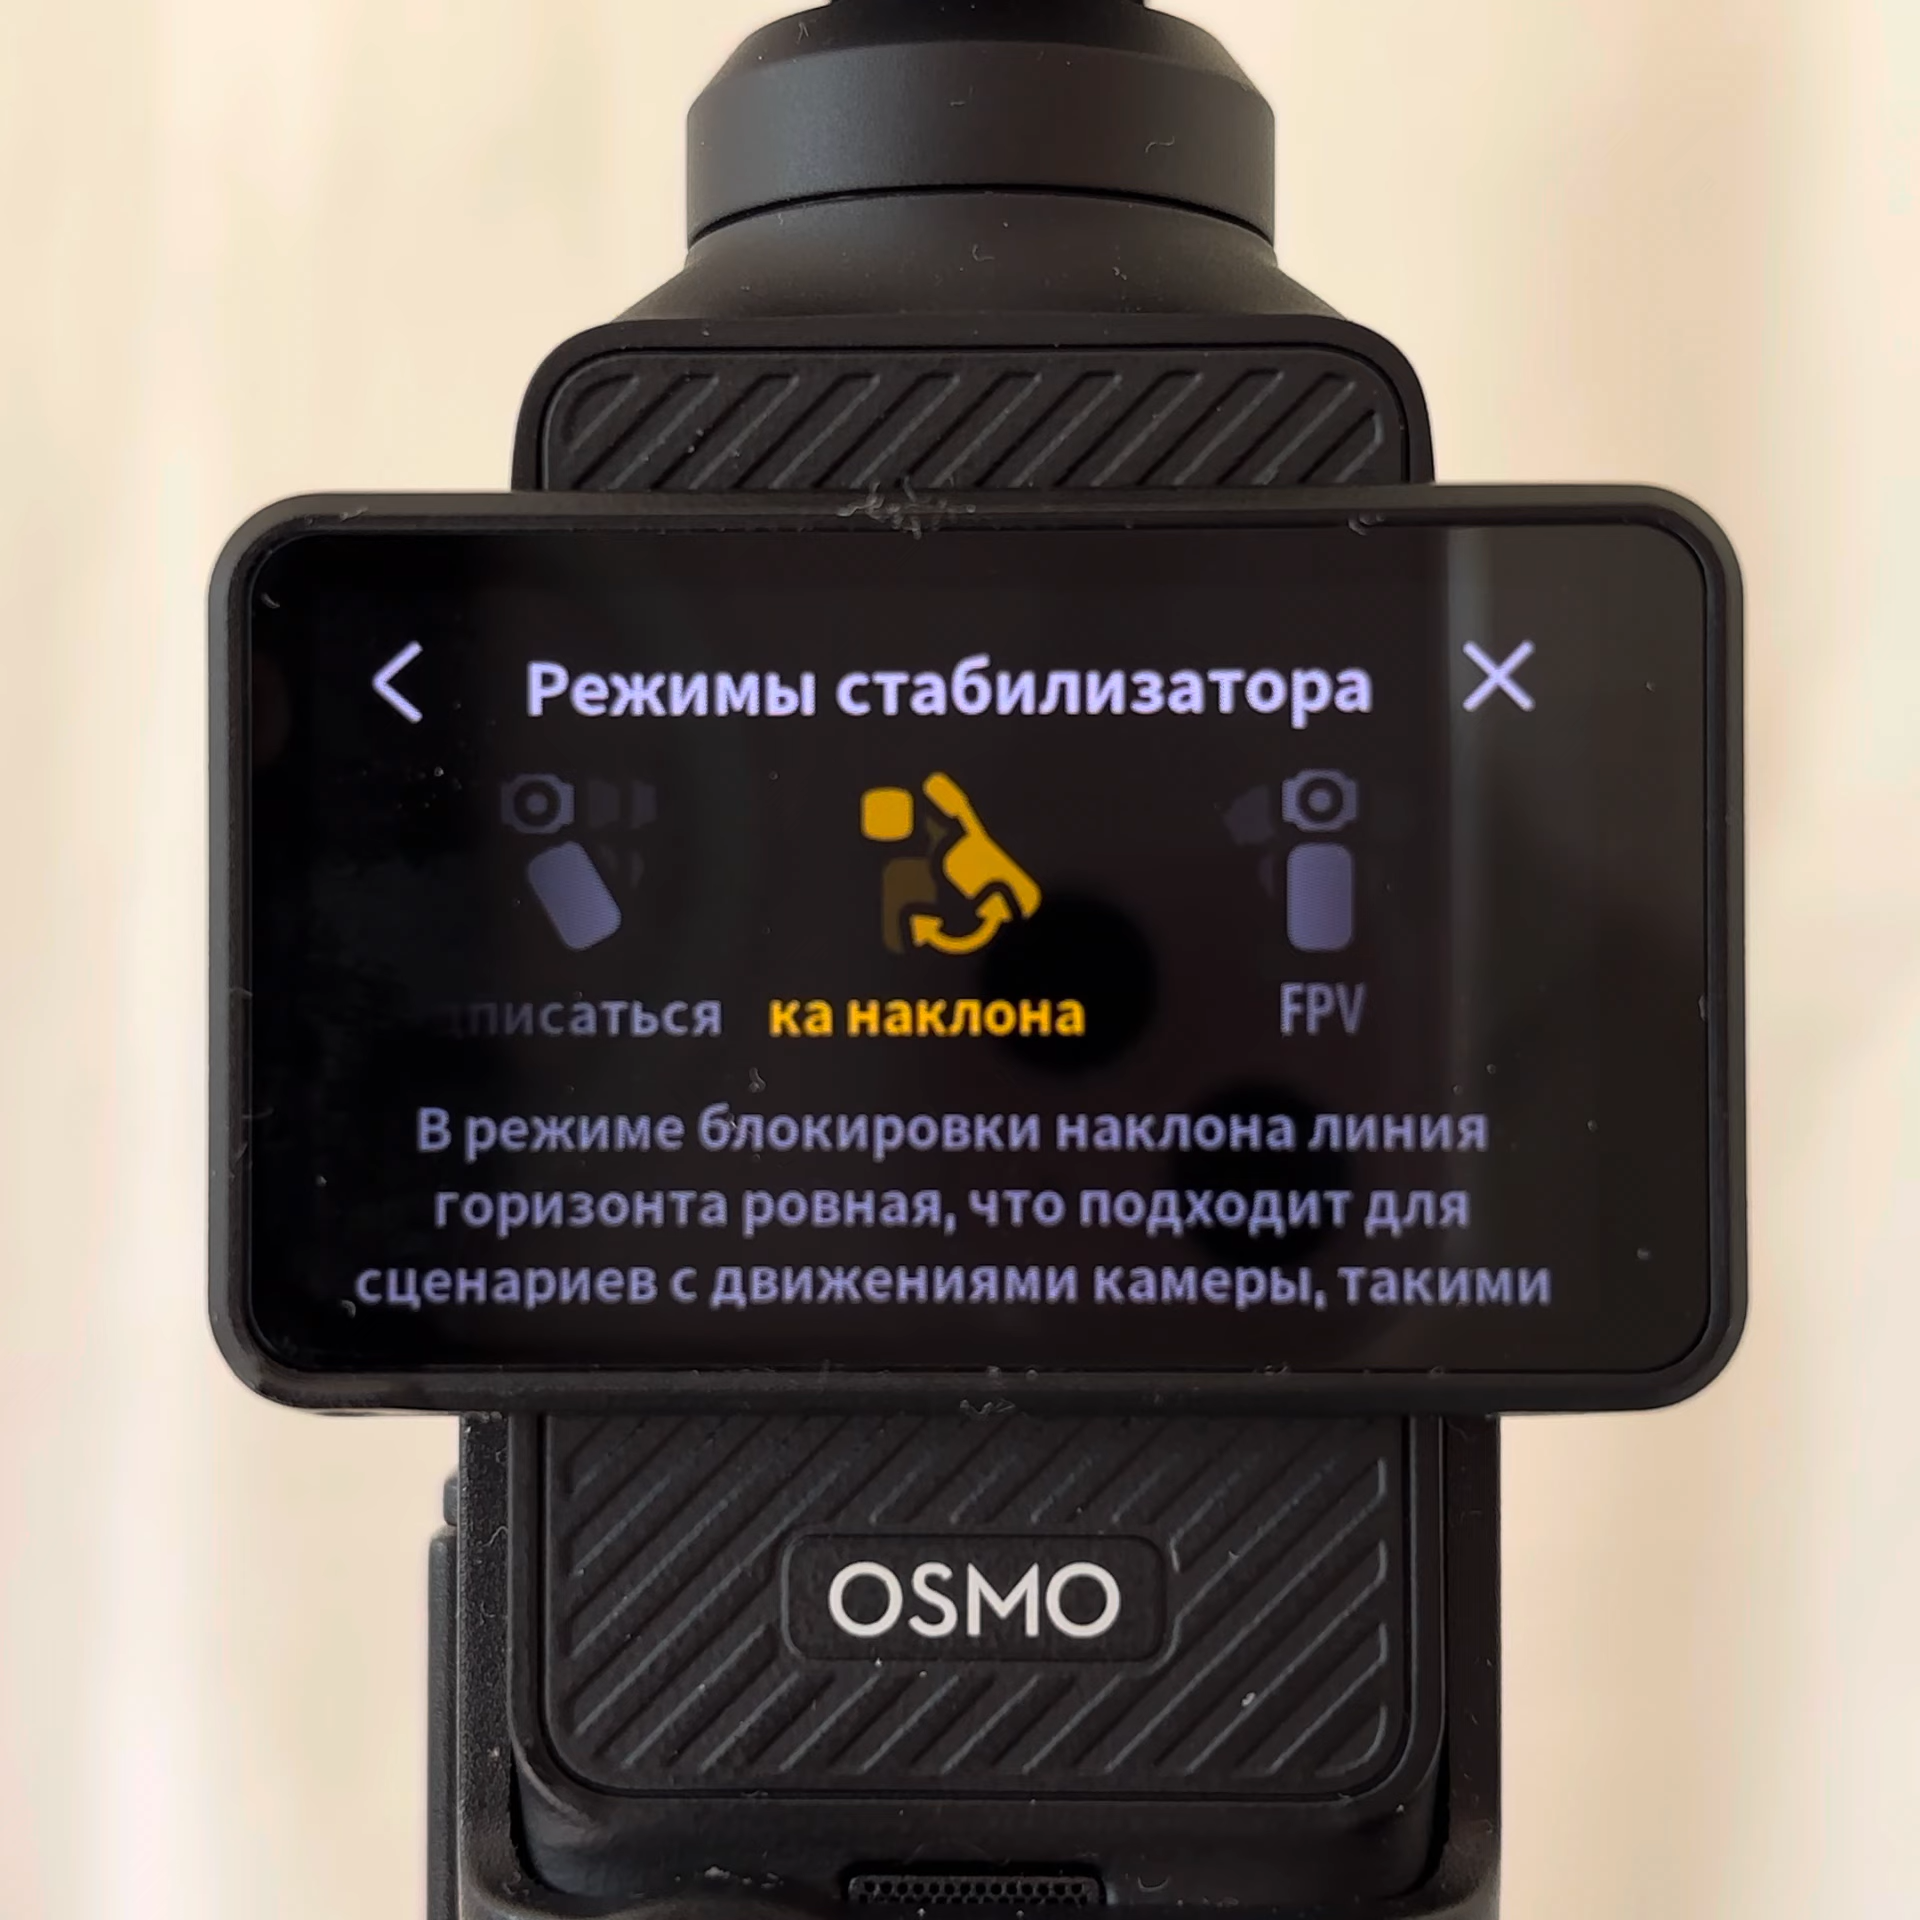 Режимы стабилизатора
дписаться ка наклона FPV
В режиме блокировки наклона линия
горизонта ровная, что подходит для
сценариев с движениями камеры, такими
OSMO